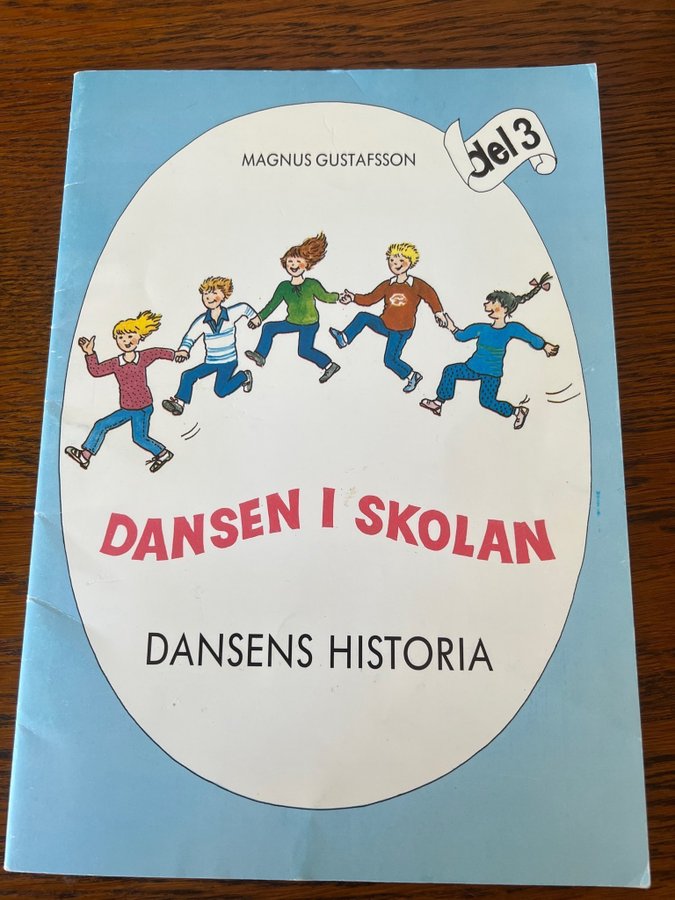 MAGNUS GUSTAFSSON
del 3
DANSEN I SKOLAN
DANSENS HISTORIA